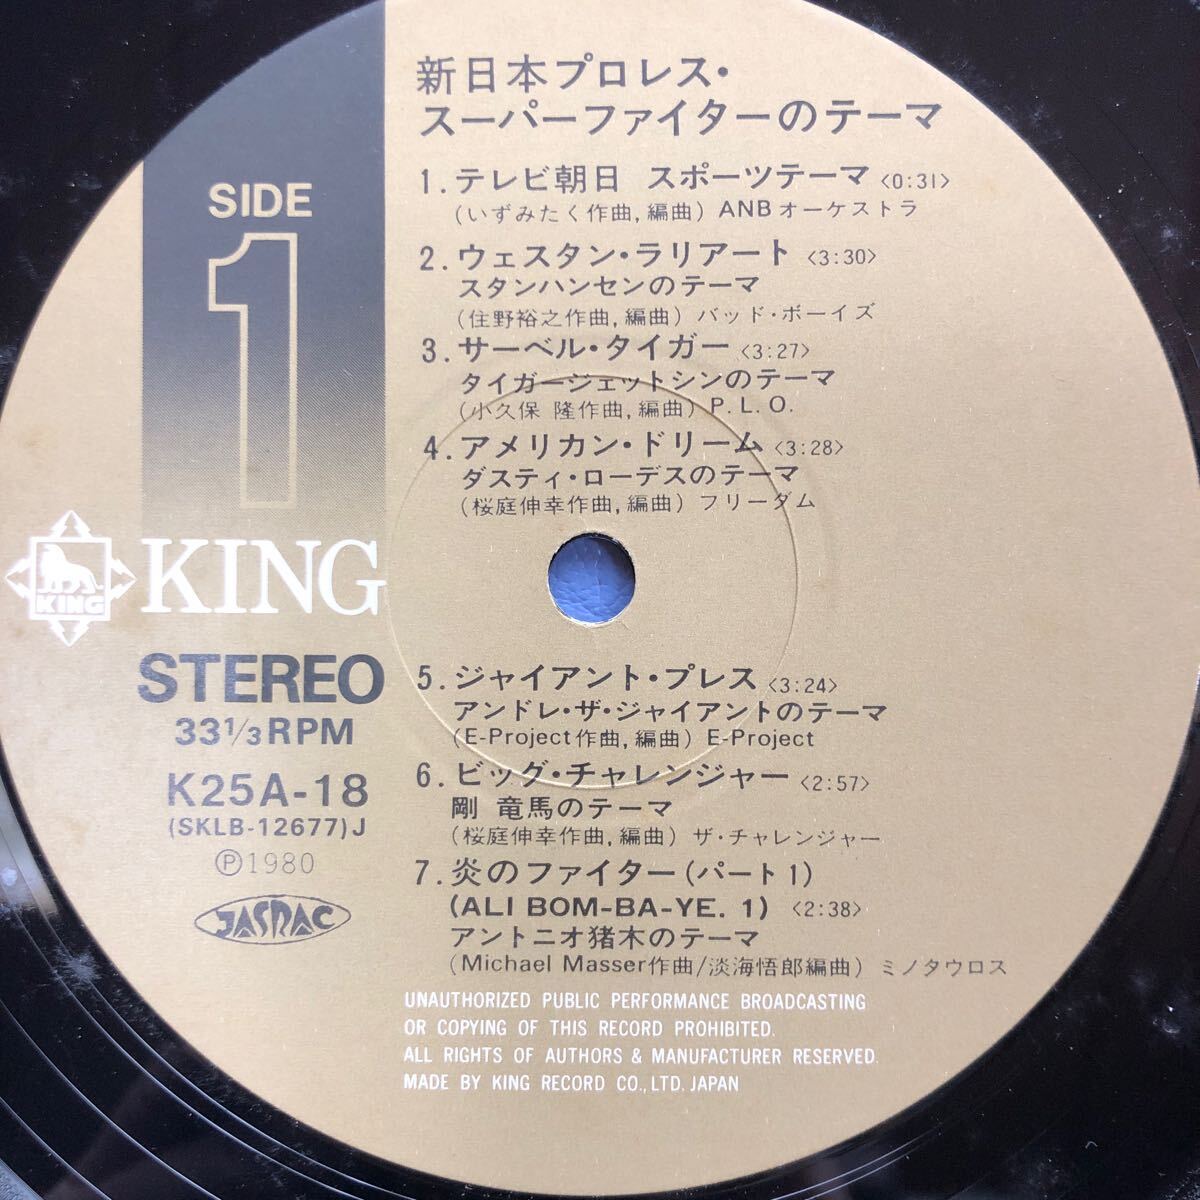 新日本プロレス・
スーパーファイターのテーマ
SIDE
1
1. テレビ朝日 スポーツテーマ <0:31>
(いずみたく作曲, 編曲) ANBオーケストラ
2. ウェスタン・ラリアート <3:30>
スタンハンセンのテーマ
(住野裕之作曲, 編曲) バッド・ボーイズ
3. サーベル・タイガー <3:27>
タイガージェットシンのテーマ
(小久保 隆作曲, 編曲) P. L. O.
4. アメリカン・ドリーム <3:28>
ダスティ・ローデスのテーマ
(桜庭伸幸作曲, 編曲) フリーダム
KING
KING
STEREO
33 1/3 RPM
K25A-18
(SKLB-12677) J
Ⓟ1980
JASRAC
5. ジャイアント・プレス <3:24>
アンドレ・ザ・ジャイアントのテーマ
(E-Project作曲, 編曲) E-Project
6. ビッグ・チャレンジャー <2:57>
剛 竜馬のテーマ
(桜庭伸幸作曲, 編曲) ザ・チャレンジャー
7. 炎のファイター (パート1)
(ALI BOM-BA-YE. 1) <2:38>
アントニオ猪木のテーマ
(Michael Masser作曲/淡海悟郎編曲) ミノタウロス
UNAUTHORIZED PUBLIC PERFORMANCE BROADCASTING
OR COPYING OF THIS RECORD PROHIBITED.
ALL RIGHTS OF AUTHORS & MANUFACTURER RESERVED.
MADE BY KING RECORD CO., LTD. JAPAN